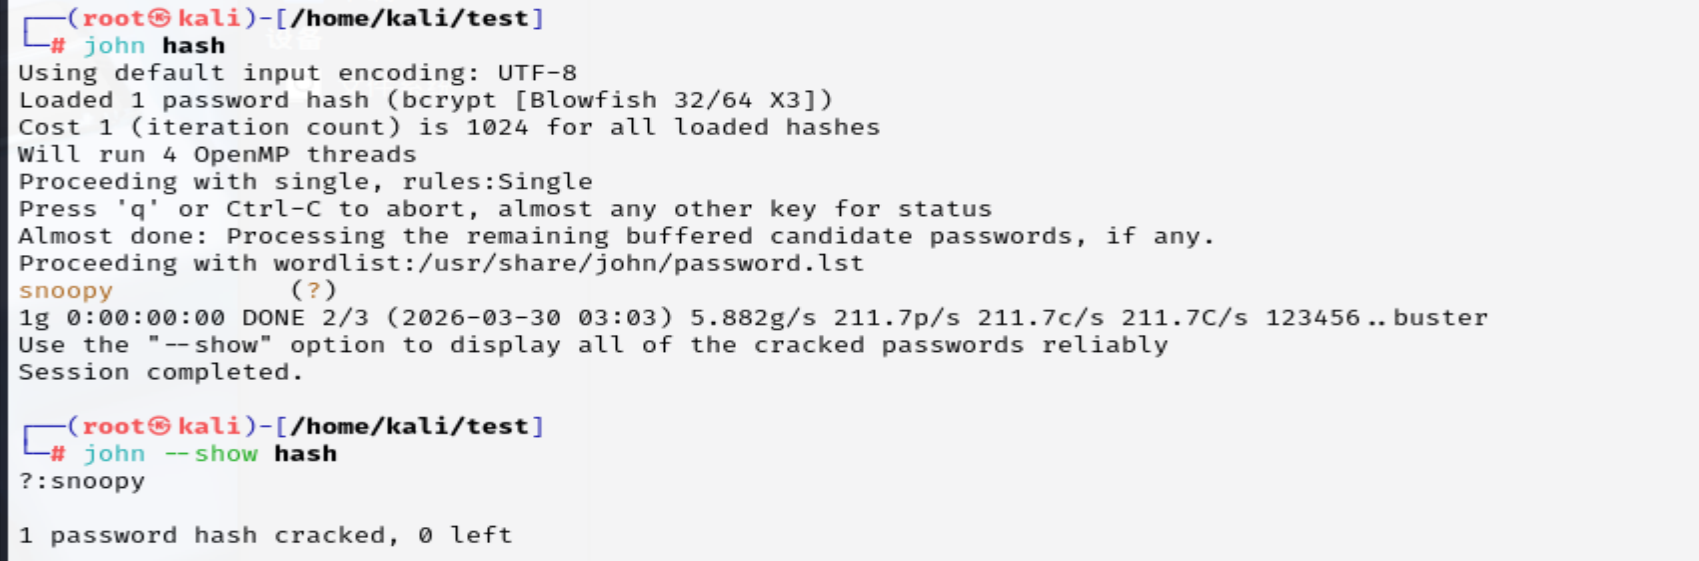 ┌──(root㉿kali)-[/home/kali/test]
└─# john hash
Using default input encoding: UTF-8
Loaded 1 password hash (bcrypt [Blowfish 32/64 X3])
Cost 1 (iteration count) is 1024 for all loaded hashes
Will run 4 OpenMP threads
Proceeding with single, rules:Single
Press 'q' or Ctrl-C to abort, almost any other key for status
Almost done: Processing the remaining buffered candidate passwords, if any.
Proceeding with wordlist:/usr/share/john/password.lst
snoopy           (?)
1g 0:00:00:00 DONE 2/3 (2026-03-30 03:03) 5.882g/s 211.7p/s 211.7c/s 211.7C/s 123456..buster
Use the "--show" option to display all of the cracked passwords reliably
Session completed.

┌──(root㉿kali)-[/home/kali/test]
└─# john --show hash
?:snoopy

1 password hash cracked, 0 left